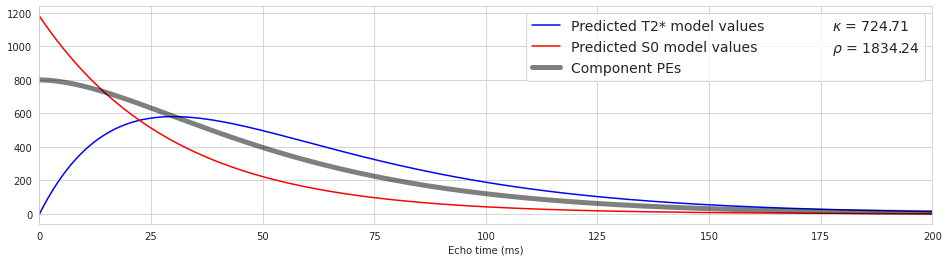 1200
1000
800
600
400
200
0
Predicted T2* model values κ = 724.71
Predicted S0 model values ρ = 1834.24
Component PEs
0 25 50 75 100 125 150 175 200
Echo time (ms)